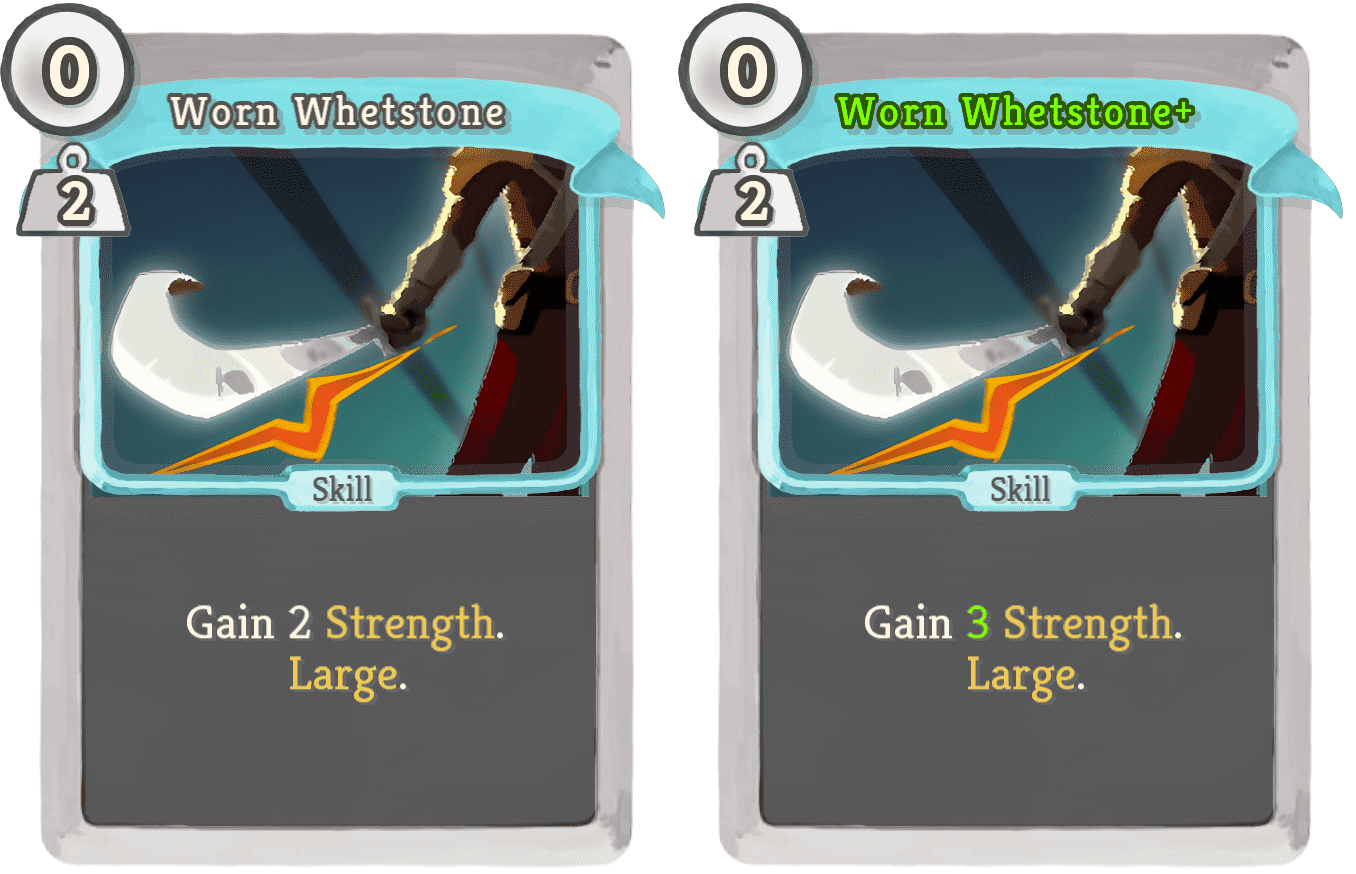 0
Worn Whetstone
2
Skill
Gain 2 Strength.
Large.
0
Worn Whetstone+
2
Skill
Gain 3 Strength.
Large.